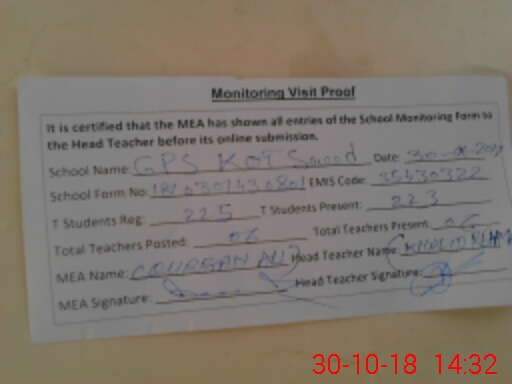 Monitoring Visit Proof
It is certified that the MEA has shown all entries of the School Monitoring Form to
the Head Teacher before its online submission.
School Name: GPS KOT Saeed Date: 30-
School Form No: EMIS Code: 35430322
T Students Reg: 225 T Students Present: 223
Total Teachers Posted: 06 Total Teachers Present: 06
MEA Name: Head Teacher Name:
MEA Signature: Head Teacher Signature:
30-10-18 14:32